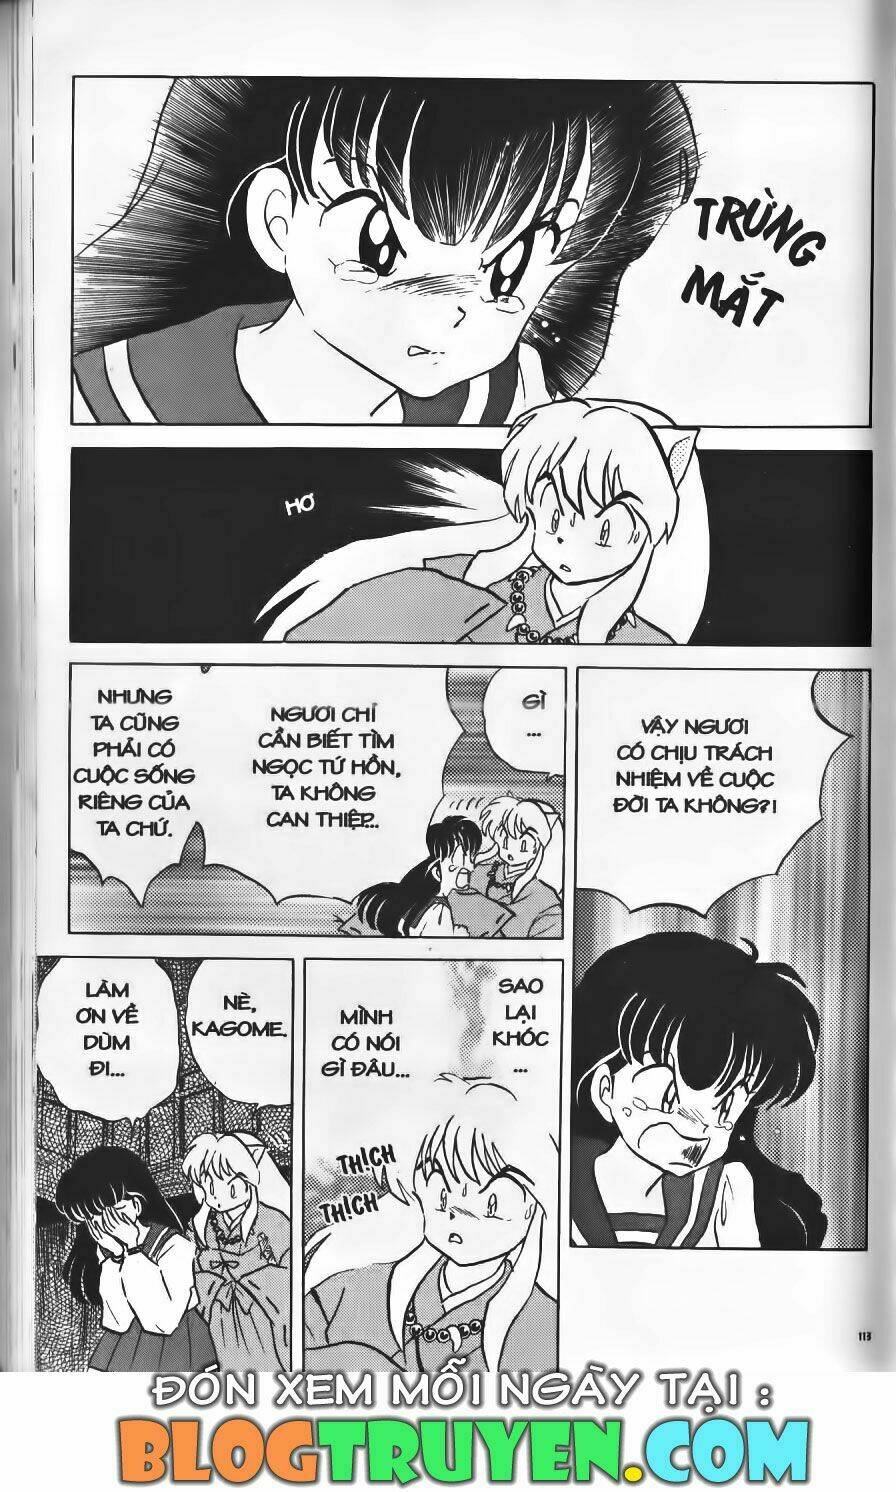 TRỪNG
MẮT
HƠ
VẬY NGƯƠI
CÓ CHỊU TRÁCH
NHIỆM VỀ CUỘC
ĐỜI TA KHÔNG?!
GÌ
...
NGƯƠI CHỈ
CẦN BIẾT TÌM
NGỌC TỨ HỒN,
TA KHÔNG
CAN THIỆP...
NHƯNG
TA CŨNG
PHẢI CÓ
CUỘC SỐNG
RIÊNG CỦA
TA CHỨ.
SAO
LẠI
KHÓC
...
MÌNH
CÓ NÓI
GÌ ĐÂU...
THỊCH
THỊCH
NÈ,
KAGOME.
LÀM
ƠN VỀ
DÙM
ĐI...
113
ĐÓN XEM MỖI NGÀY TẠI :
BLOGTRUYEN.COM